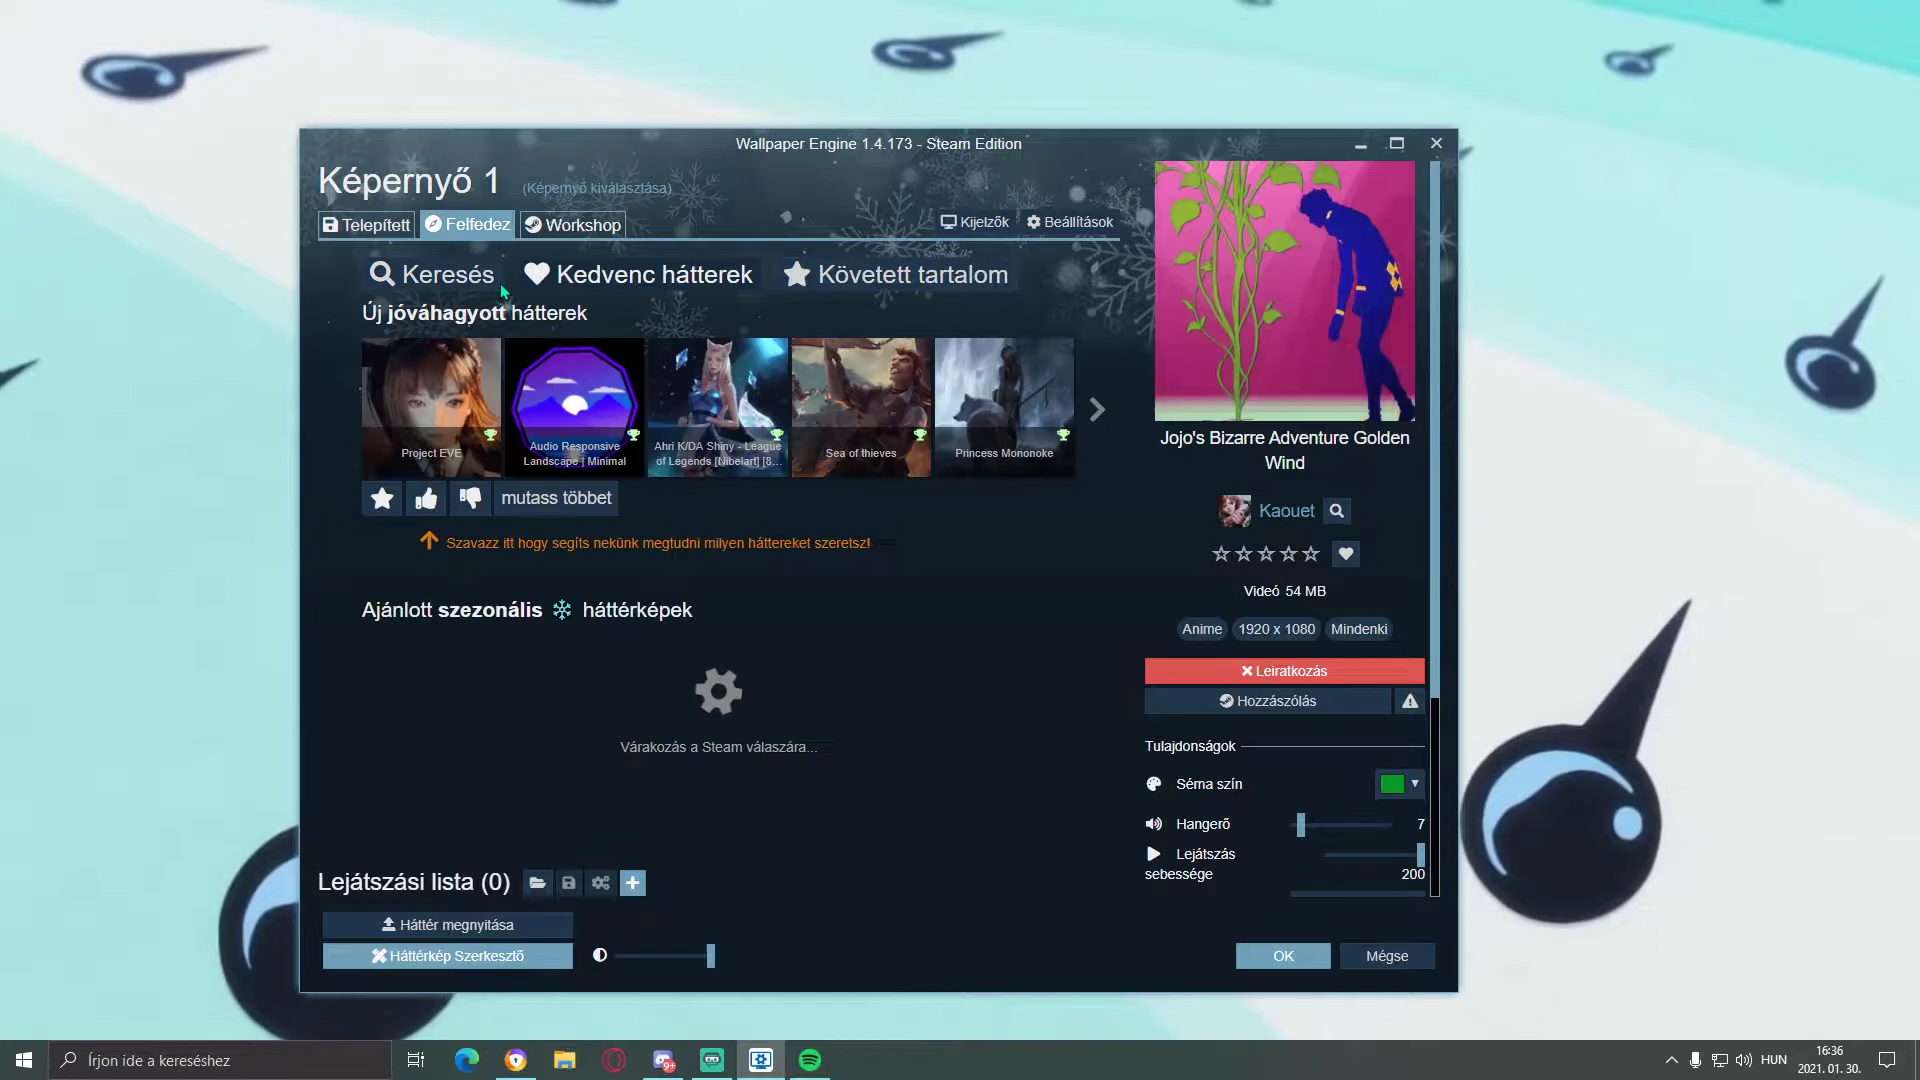 Wallpaper Engine 1.4.173 - Steam Edition
Képernyő 1 (Képernyő kiválasztása)
Telepített Felfedez Workshop Kijelzők Beállítások
Keresés Kedvenc hátterek Követett tartalom
Új jóváhagyott hátterek
Project EVE
Audio Responsive
Landscape | Minimal
Ahri K/DA Shiny - League
of Legends [Nibelart] [8...
Sea of thieves
Princess Mononoke
mutass többet
Szavazz itt hogy segíts nekünk megtudni milyen háttereket szeretsz!
Ajánlott szezonális háttérképek
Várakozás a Steam válaszára...
Jojo's Bizarre Adventure Golden
Wind
Kaouet
Videó 54 MB
Anime 1920 x 1080 Mindenki
Leiratkozás
Hozzászólás
Tulajdonságok
Séma szín
Hangerő 7
Lejátszás
sebessége 200
Lejátszási lista (0)
Háttér megnyitása
Háttérkép Szerkesztő
OK Mégse
Írjon ide a kereséshez
9+
HUN
16:36
2021. 01. 30.